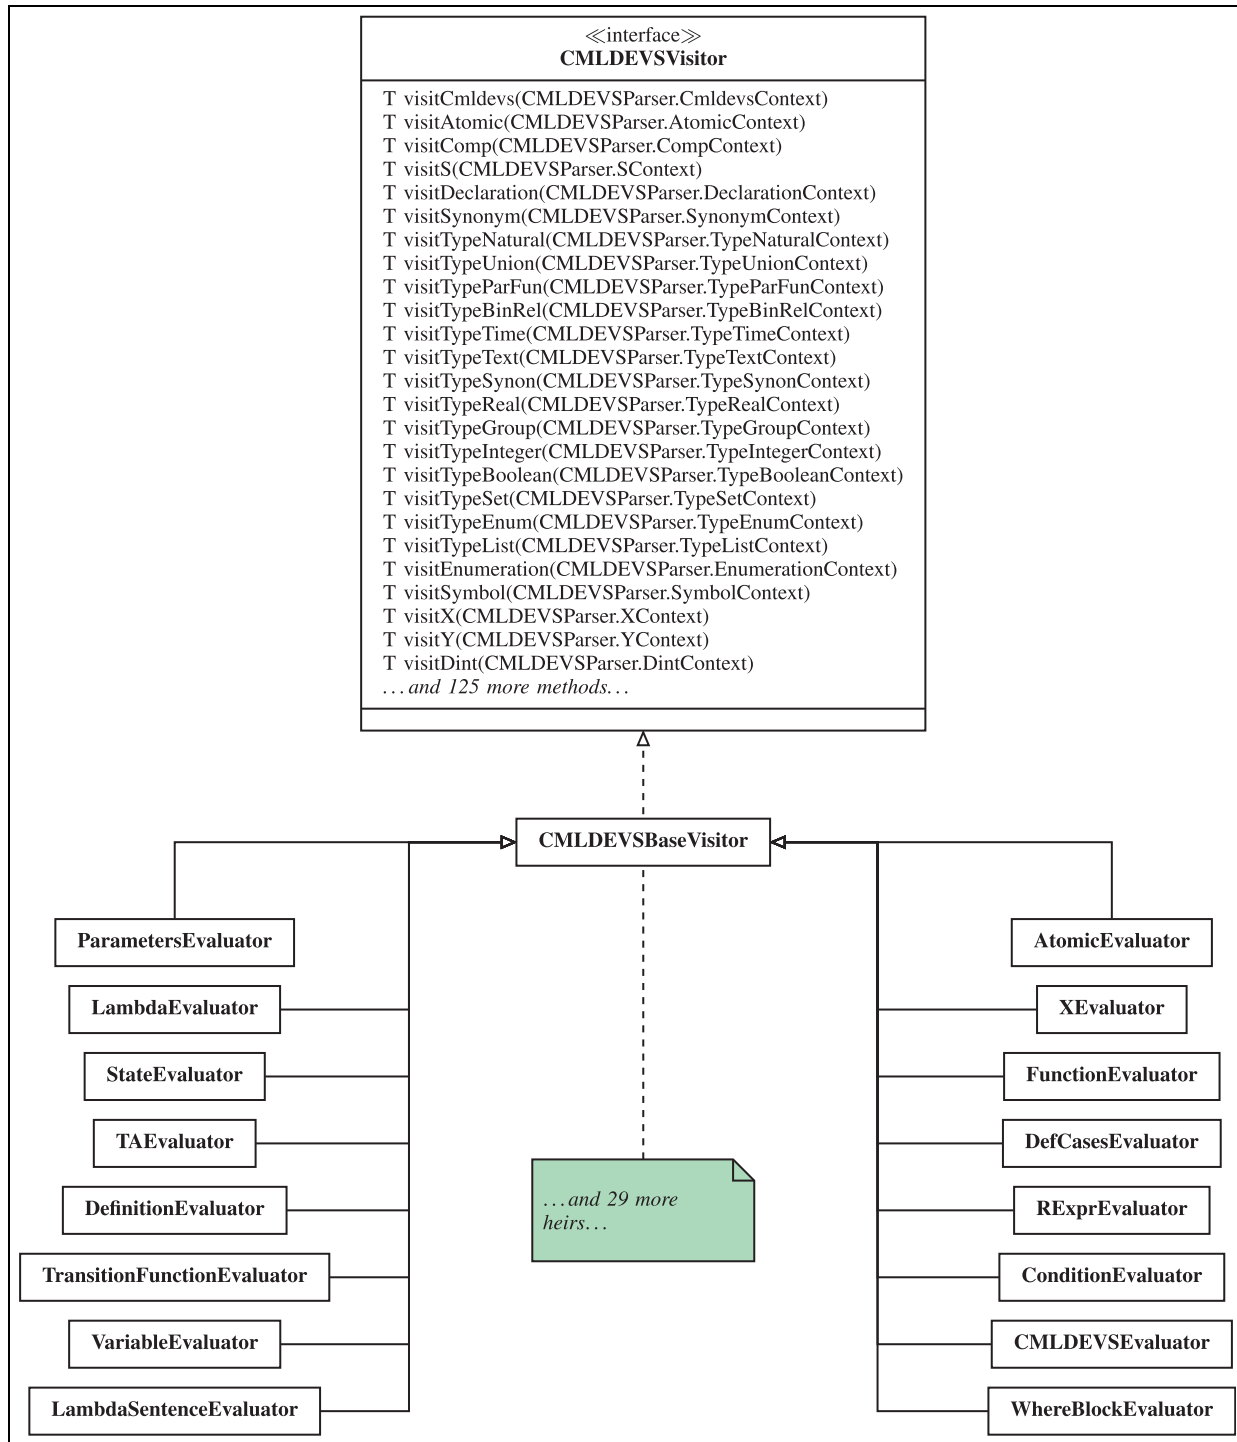 ≪interface≫
CMLDEVSVisitor
T visitCmldevs(CMLDEVSParser.CmldevsContext)
T visitAtomic(CMLDEVSParser.AtomicContext)
T visitComp(CMLDEVSParser.CompContext)
T visitS(CMLDEVSParser.SContext)
T visitDeclaration(CMLDEVSParser.DeclarationContext)
T visitSynonym(CMLDEVSParser.SynonymContext)
T visitTypeNatural(CMLDEVSParser.TypeNaturalContext)
T visitTypeUnion(CMLDEVSParser.TypeUnionContext)
T visitTypeParFun(CMLDEVSParser.TypeParFunContext)
T visitTypeBinRel(CMLDEVSParser.TypeBinRelContext)
T visitTypeTime(CMLDEVSParser.TypeTimeContext)
T visitTypeText(CMLDEVSParser.TypeTextContext)
T visitTypeSynon(CMLDEVSParser.TypeSynonContext)
T visitTypeReal(CMLDEVSParser.TypeRealContext)
T visitTypeGroup(CMLDEVSParser.TypeGroupContext)
T visitTypeInteger(CMLDEVSParser.TypeIntegerContext)
T visitTypeBoolean(CMLDEVSParser.TypeBooleanContext)
T visitTypeSet(CMLDEVSParser.TypeSetContext)
T visitTypeEnum(CMLDEVSParser.TypeEnumContext)
T visitTypeList(CMLDEVSParser.TypeListContext)
T visitEnumeration(CMLDEVSParser.EnumerationContext)
T visitSymbol(CMLDEVSParser.SymbolContext)
T visitX(CMLDEVSParser.XContext)
T visitY(CMLDEVSParser.YContext)
T visitDint(CMLDEVSParser.DintContext)
...and 125 more methods...
CMLDEVSBaseVisitor
ParametersEvaluator
LambdaEvaluator
StateEvaluator
TAEvaluator
DefinitionEvaluator
TransitionFunctionEvaluator
VariableEvaluator
LambdaSentenceEvaluator
...and 29 more
heirs...
AtomicEvaluator
XEvaluator
FunctionEvaluator
DefCasesEvaluator
RExprEvaluator
ConditionEvaluator
CMLDEVSEvaluator
WhereBlockEvaluator